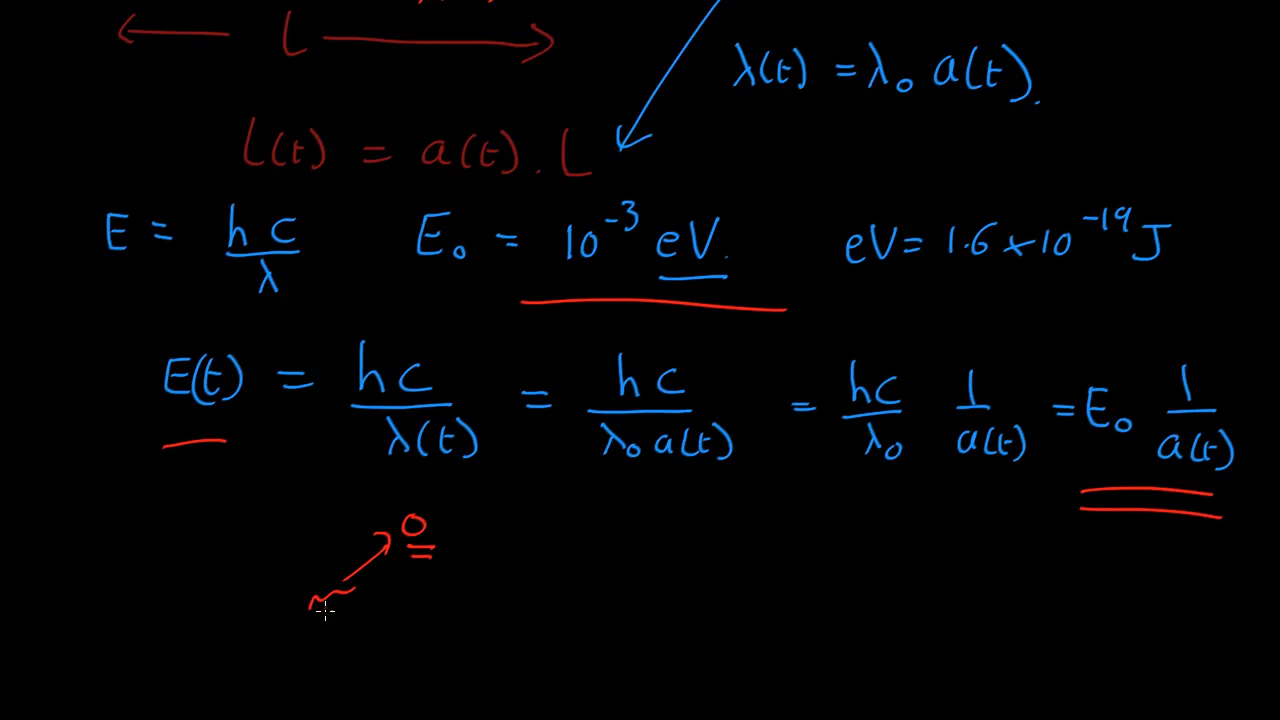 L
λ(t) = λ₀ a(t).
L(t) = a(t). L
E = hc/λ E₀ = 10⁻³ eV. eV = 1.6 × 10⁻¹⁹ J
E(t) = hc/λ(t) = hc/λ₀ a(t) = hc/λ₀ 1/a(t) = E₀ 1/a(t)
0